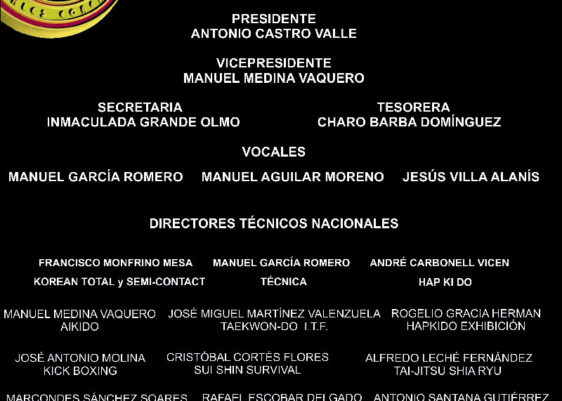 PRESIDENTE
ANTONIO CASTRO VALLE
VICEPRESIDENTE
MANUEL MEDINA VAQUERO
SECRETARIA TESORERA
INMACULADA GRANDE OLMO CHARO BARBA DOMÍNGUEZ
VOCALES
MANUEL GARCÍA ROMERO MANUEL AGUILAR MORENO JESÚS VILLA ALANÍS
DIRECTORES TÉCNICOS NACIONALES
FRANCISCO MONFRINO MESA MANUEL GARCÍA ROMERO ANDRÉ CARBONELL VICEN
KOREAN TOTAL y SEMI-CONTACT TÉCNICA HAP KI DO
MANUEL MEDINA VAQUERO JOSÉ MIGUEL MARTÍNEZ VALENZUELA ROGELIO GRACIA HERMAN
AIKIDO TAEKWON-DO I.T.F. HAPKIDO EXHIBICIÓN
JOSÉ ANTONIO MOLINA CRISTÓBAL CORTÉS FLORES ALFREDO LECHÉ FERNÁNDEZ
KICK BOXING SUI SHIN SURVIVAL TAI-JITSU SHIA RYU
MARCONDES SÁNCHEZ SOARES RAFAEL ESCOBAR DELGADO ANTONIO SANTANA GUTIÉRREZ